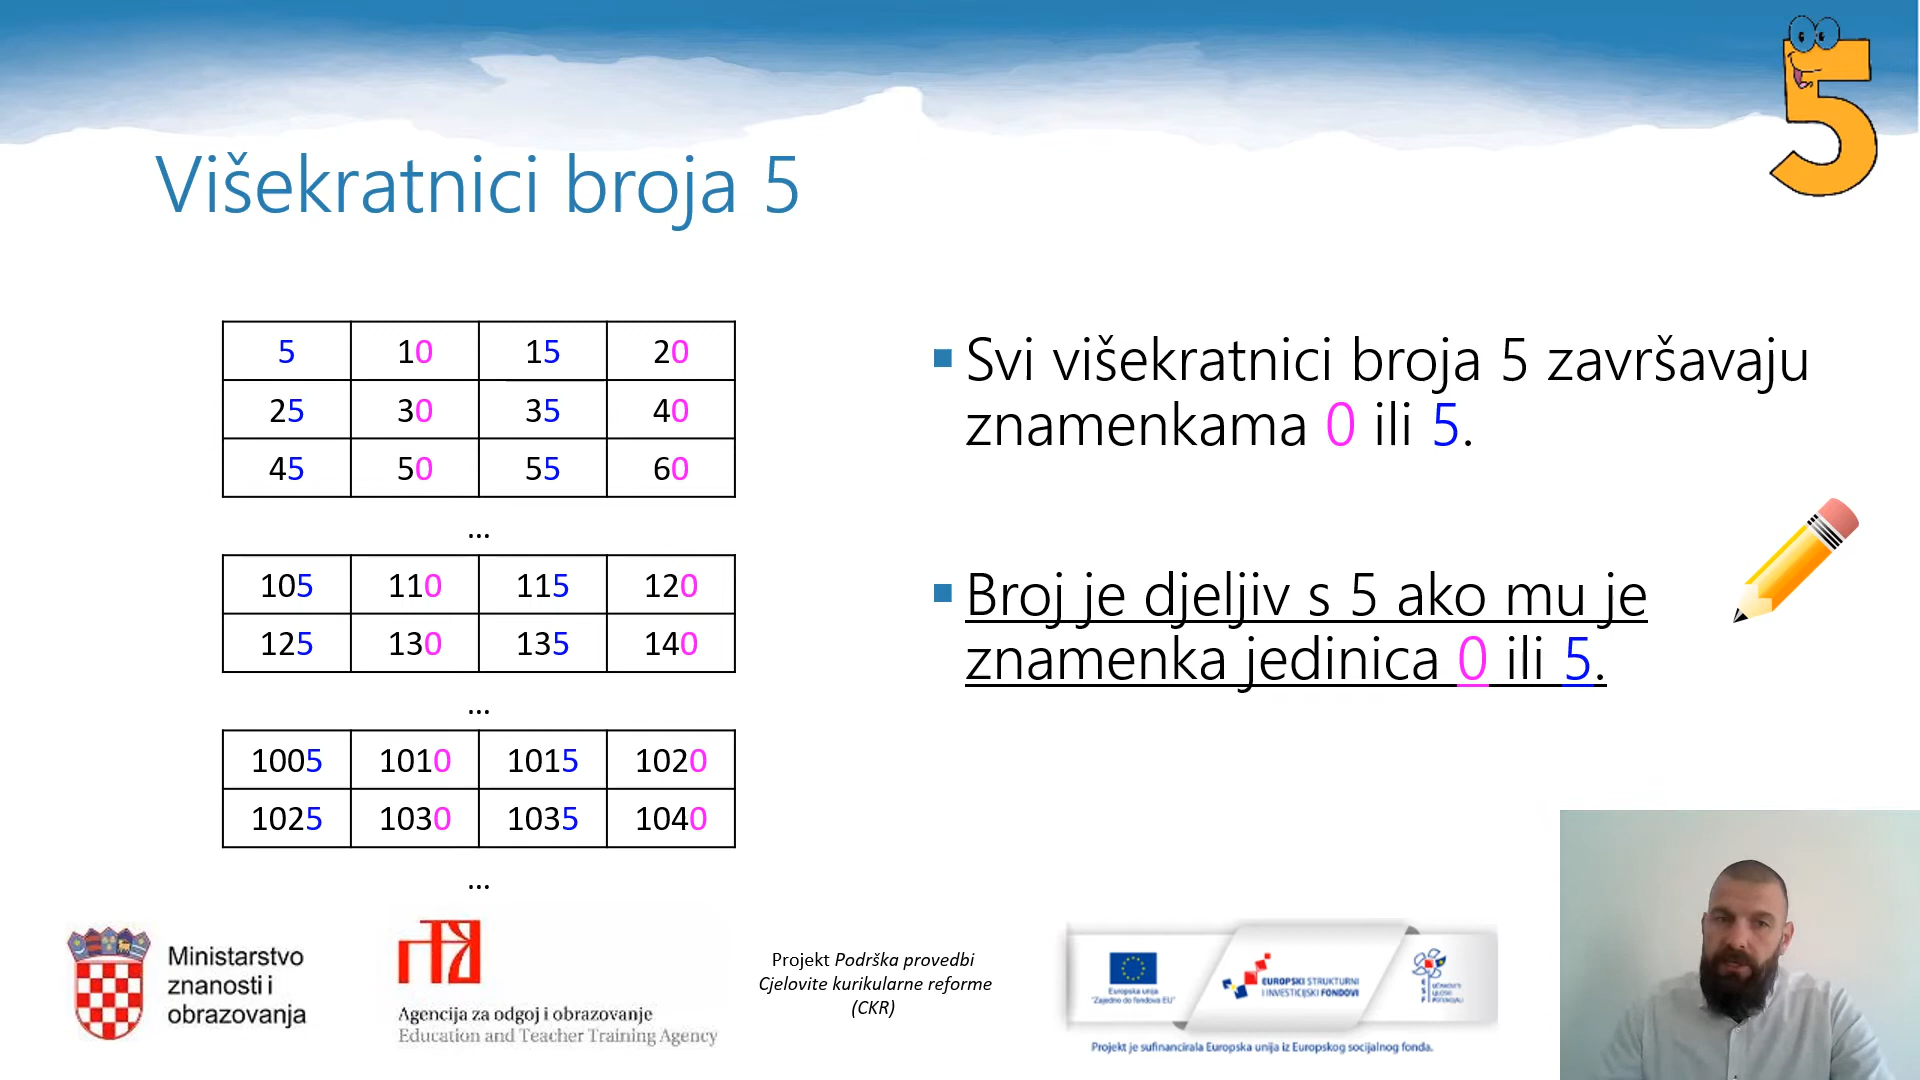 Višekratnici broja 5
5 10 15 20
25 30 35 40
45 50 55 60
...
105 110 115 120
125 130 135 140
...
1005 1010 1015 1020
1025 1030 1035 1040
...
Svi višekratnici broja 5 završavaju
znamenkama 0 ili 5.
Broj je djeljiv s 5 ako mu je
znamenka jedinica 0 ili 5.
5
Ministarstvo
znanosti i
obrazovanja
Agencija za odgoj i obrazovanje
Education and Teacher Training Agency
Projekt Podrška provedbi
Cjelovite kurikularne reforme
(CKR)
Europska unija
"Zajedno do fondova EU"
EUROPSKI STRUKTURNI
I INVESTICIJSKI FONDOVI
Projekt je sufinancirala Europska unija iz Europskog socijalnog fonda.